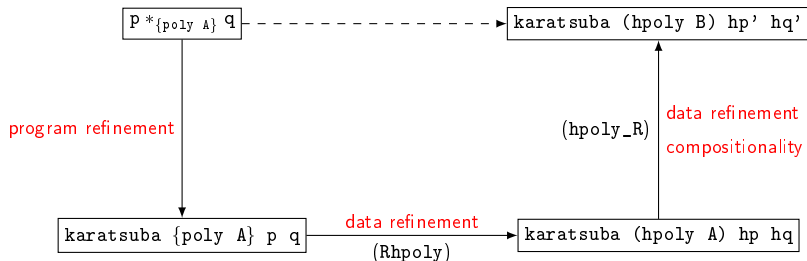 p *{poly A} q
karatsuba (hpoly B) hp' hq'
program refinement
(hpoly_R)
data refinement
compositionality
karatsuba {poly A} p q
data refinement
(Rhpoly)
karatsuba (hpoly A) hp hq